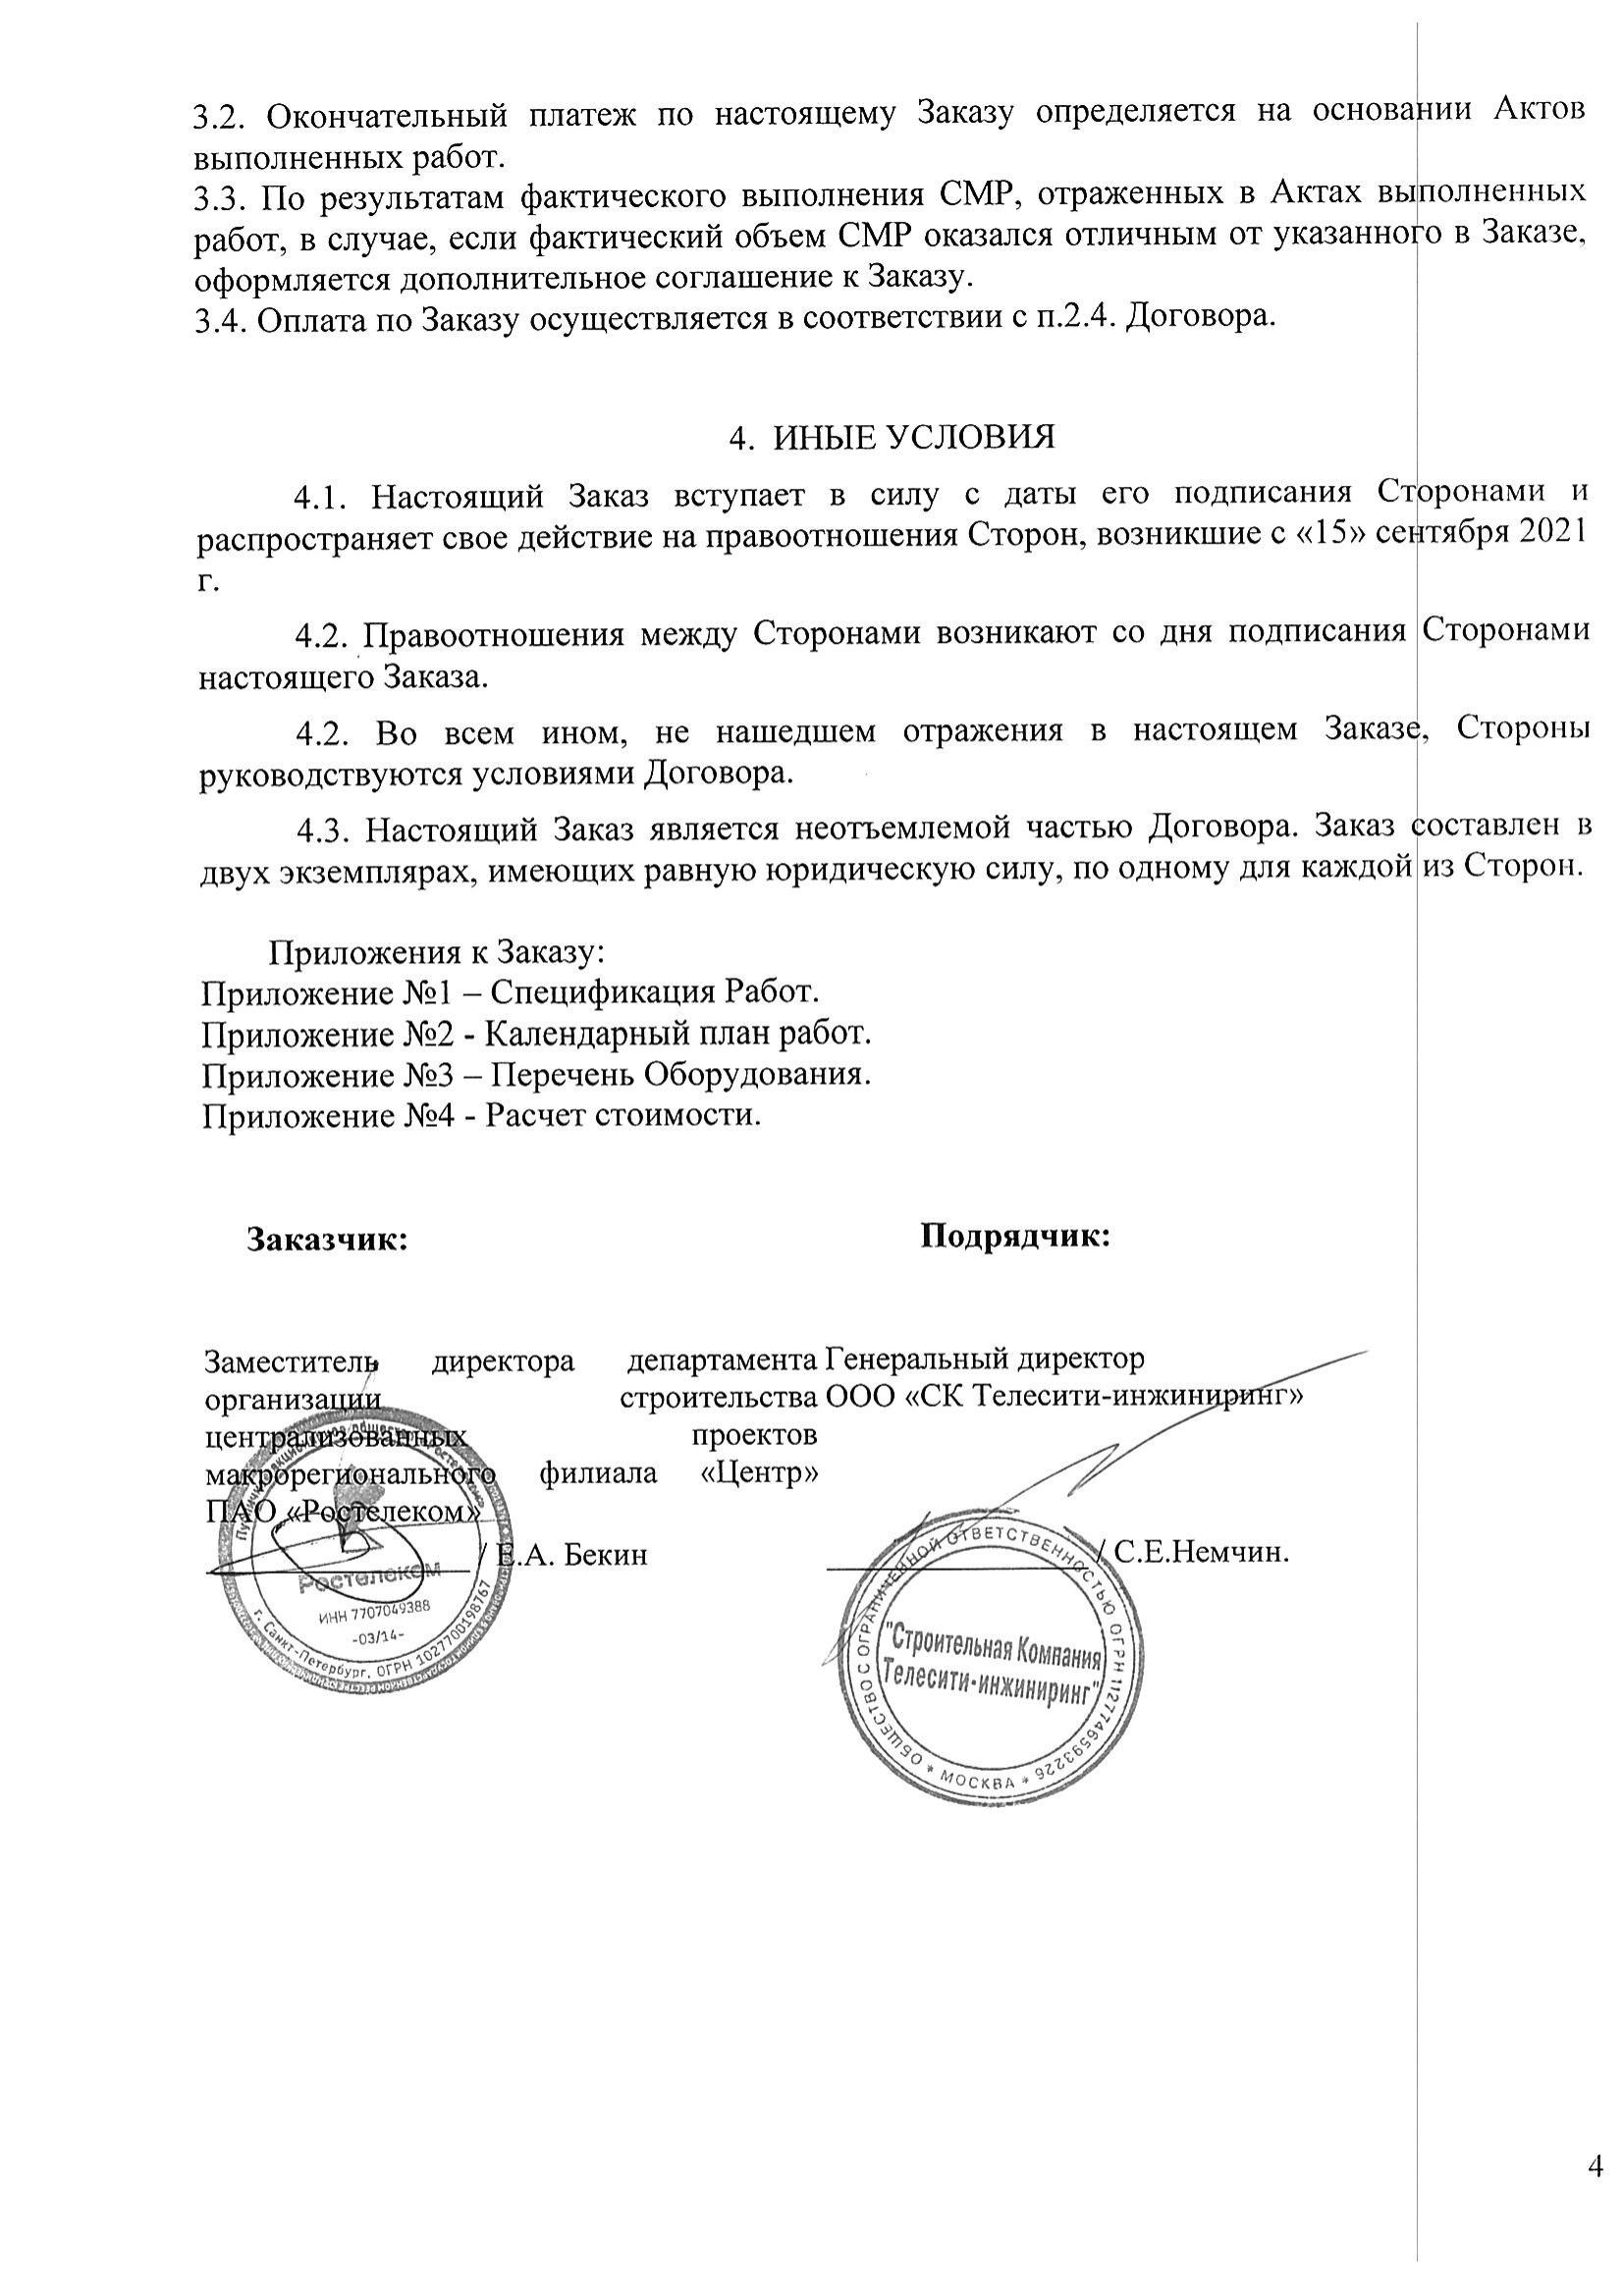 3.2. Окончательный платеж по настоящему Заказу определяется на основании Актов
выполненных работ.
3.3. По результатам фактического выполнения СМР, отраженных в Актах выполненных
работ, в случае, если фактический объем СМР оказался отличным от указанного в Заказе,
оформляется дополнительное соглашение к Заказу.
3.4. Оплата по Заказу осуществляется в соответствии с п.2.4. Договора.
4. ИНЫЕ УСЛОВИЯ
4.1. Настоящий Заказ вступает в силу с даты его подписания Сторонами и
распространяет свое действие на правоотношения Сторон, возникшие с «15» сентября 2021
г.
4.2. Правоотношения между Сторонами возникают со дня подписания Сторонами
настоящего Заказа.
4.2. Во всем ином, не нашедшем отражения в настоящем Заказе, Стороны
руководствуются условиями Договора.
4.3. Настоящий Заказ является неотъемлемой частью Договора. Заказ составлен в
двух экземплярах, имеющих равную юридическую силу, по одному для каждой из Сторон.
Приложения к Заказу:
Приложение №1 – Спецификация Работ.
Приложение №2 - Календарный план работ.
Приложение №3 – Перечень Оборудования.
Приложение №4 - Расчет стоимости.
Заказчик:
Заместитель директора департамента
организации строительства
централизованных проектов
макрорегионального филиала «Центр»
ПАО «Ростелеком»
/ Е.А. Бекин
Ростелеком
ИНН 7707049388
-03/14-
г. Санкт-Петербург, ОГРН 1027700198767
Подрядчик:
Генеральный директор
ООО «СК Телесити-инжиниринг»
/ С.Е.Немчин.
ОБЩЕСТВО С ОГРАНИЧЕННОЙ ОТВЕТСТВЕННОСТЬЮ ОГРН 1127746593226
* МОСКВА *
"Строительная Компания
Телесити-инжиниринг"
4